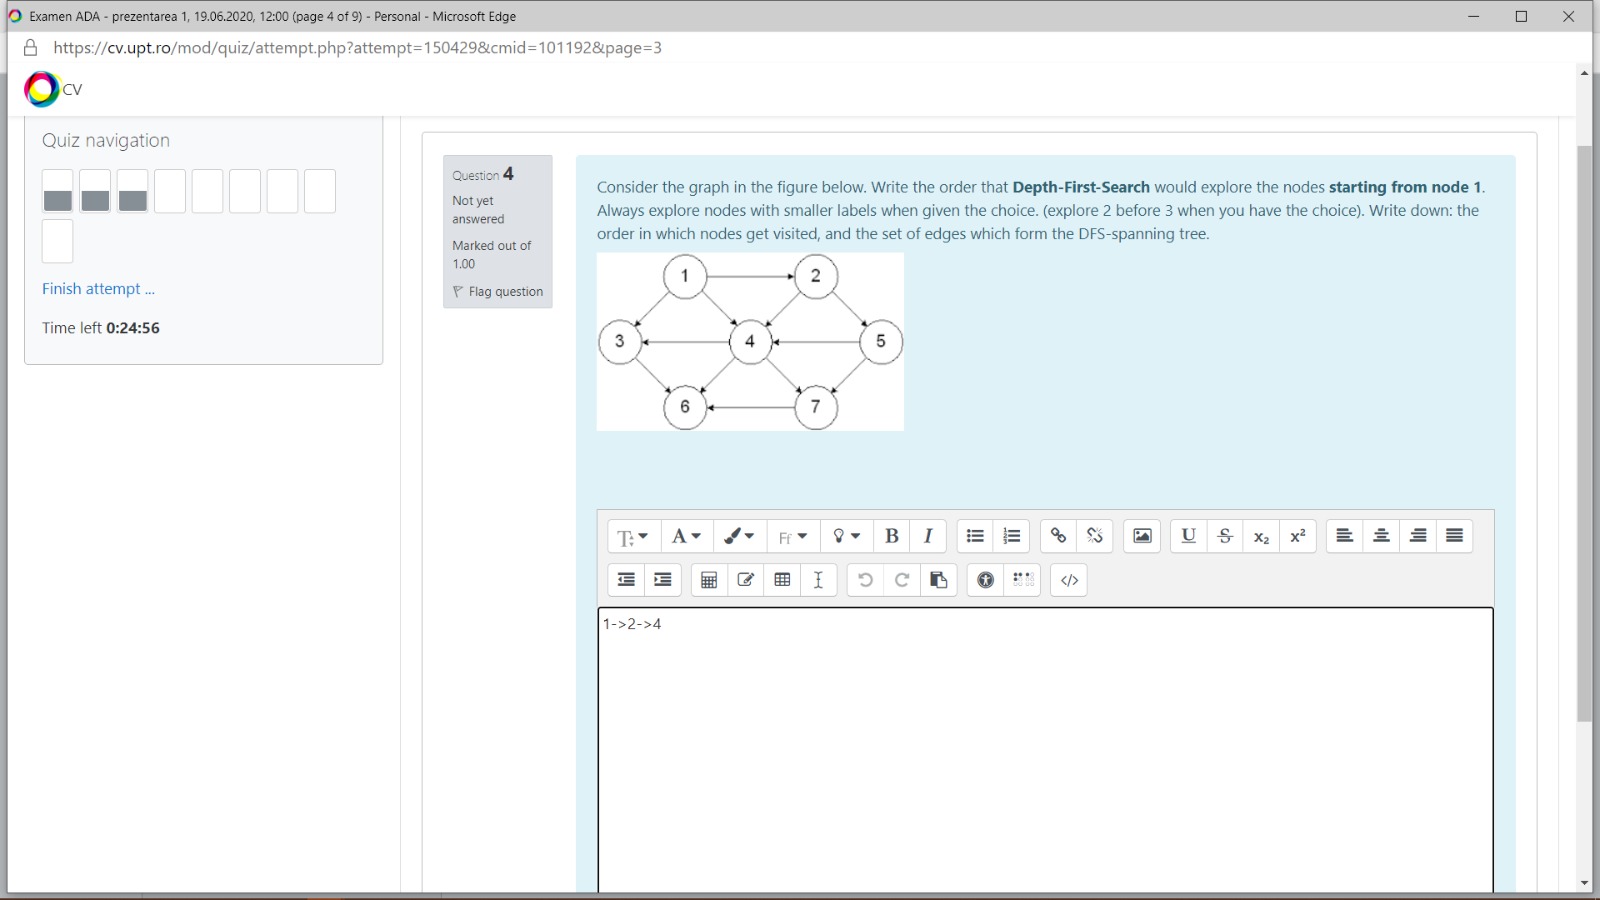 Examen ADA - prezentarea 1, 19.06.2020, 12:00 (page 4 of 9) - Personal - Microsoft Edge
https://cv.upt.ro/mod/quiz/attempt.php?attempt=150429&cmid=101192&page=3
CV
Quiz navigation
Finish attempt ...
Time left 0:24:56
Question 4
Not yet
answered
Marked out of
1.00
Flag question
Consider the graph in the figure below. Write the order that Depth-First-Search would explore the nodes starting from node 1.
Always explore nodes with smaller labels when given the choice. (explore 2 before 3 when you have the choice). Write down: the
order in which nodes get visited, and the set of edges which form the DFS-spanning tree.
1 2
3 4 5
6 7
T A Ff B I U S x₂ x²
</>
1->2->4